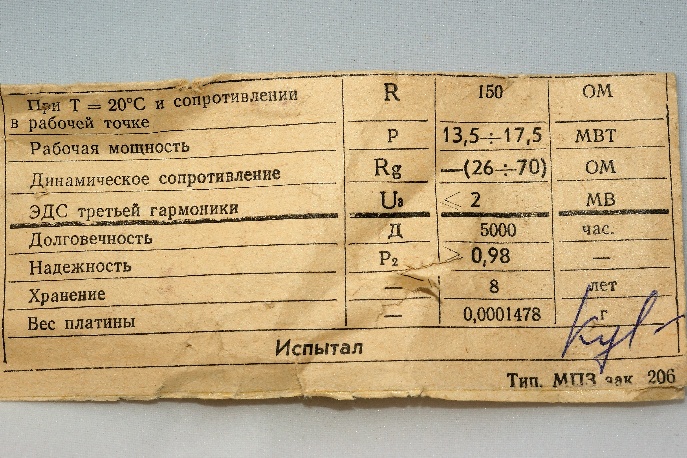 При T = 20°C и сопротивлении R 150 ОМ
в рабочей точке
Рабочая мощность P 13,5÷17,5 МВТ
Динамическое сопротивление Rg —(26÷70) ОМ
ЭДС третьей гармоники U₃ < 2 МВ
Долговечность Д 5000 час.
Надежность P₂ > 0,98 —
Хранение — 8 лет
Вес платины — 0,0001478 г
Испытал
Тип. МПЗ зак. 206